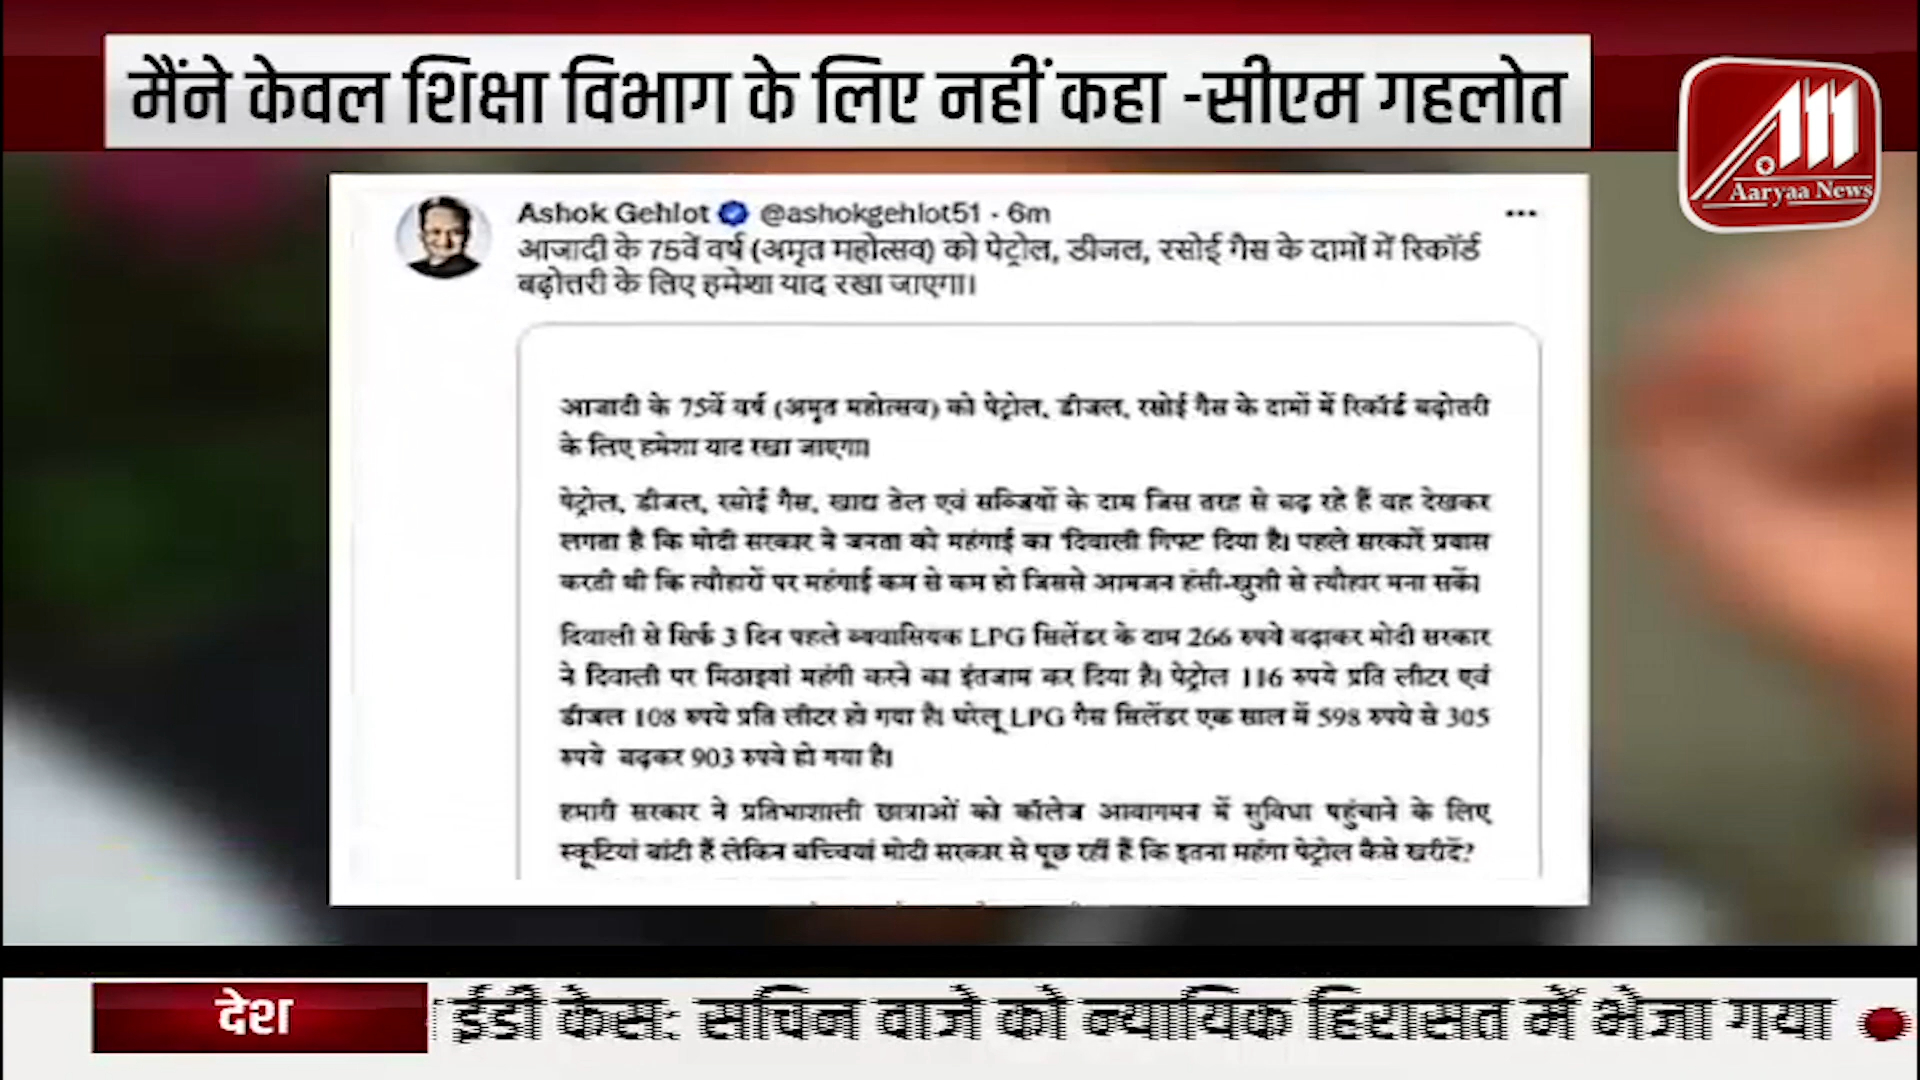 मैंने केवल शिक्षा विभाग के लिए नहीं कहा -सीएम गहलोत
Aaryaa News
Ashok Gehlot @ashokgehlot51 · 6m
आजादी के 75वें वर्ष (अमृत महोत्सव) को पेट्रोल, डीजल, रसोई गैस के दामों में रिकॉर्ड
बढ़ोत्तरी के लिए हमेशा याद रखा जाएगा।
आजादी के 75वें वर्ष (अमृत महोत्सव) को पेट्रोल, डीजल, रसोई गैस के दामों में रिकॉर्ड बढ़ोत्तरी
के लिए हमेशा याद रखा जाएगा।
पेट्रोल, डीजल, रसोई गैस, खाद्य तेल एवं सब्जियों के दाम जिस तरह से बढ़ रहे हैं वह देखकर
लगता है कि मोदी सरकार ने जनता को महंगाई का 'दिवाली गिफ्ट' दिया है। पहले सरकारें प्रयास
करती थी कि त्यौहारों पर महंगाई कम से कम हो जिससे आमजन हंसी-खुशी से त्यौहार मना सकें।
दिवाली से सिर्फ 3 दिन पहले व्यवासियक LPG सिलेंडर के दाम 266 रुपये बढ़ाकर मोदी सरकार
ने दिवाली पर मिठाइयां महंगी करने का इंतजाम कर दिया है। पेट्रोल 116 रुपये प्रति लीटर एवं
डीजल 108 रुपये प्रति लीटर हो गया है। घरेलू LPG गैस सिलेंडर एक साल में 598 रुपये से 305
रुपये बढ़कर 903 रुपये हो गया है।
हमारी सरकार ने प्रतिभाशाली छात्राओं को कॉलेज आवागमन में सुविधा पहुंचाने के लिए
स्कूटियां बांटी हैं लेकिन बच्चियां मोदी सरकार से पूछ रहीं हैं कि इतना महंगा पेट्रोल कैसे खरीदें?
देश
ईडी केस: सचिन वाजे को न्यायिक हिरासत में भेजा गया